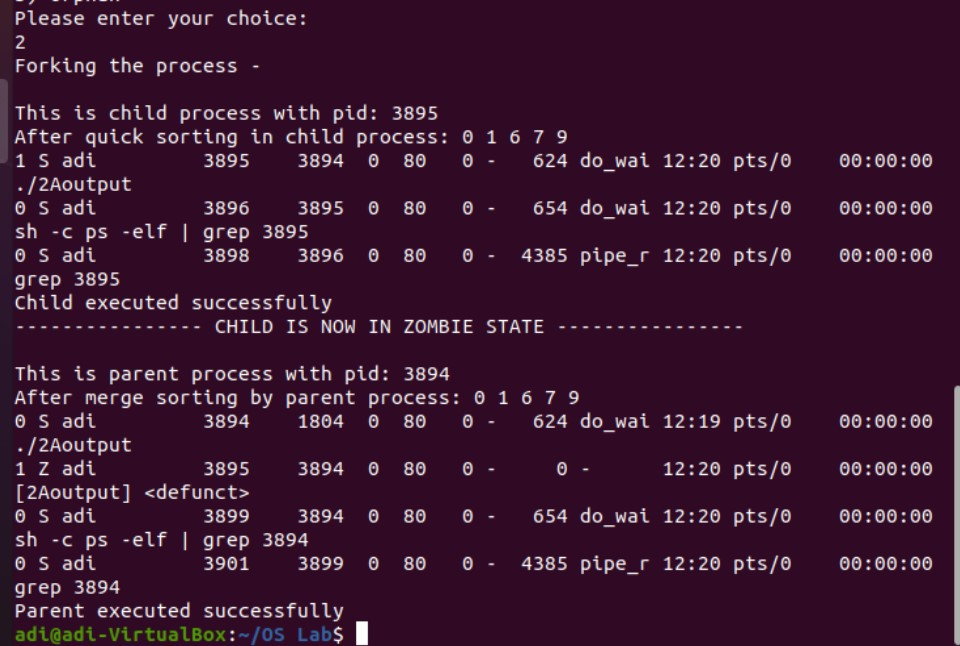 Please enter your choice:
2
Forking the process -
This is child process with pid: 3895
After quick sorting in child process: 0 1 6 7 9
1 S adi 3895 3894 0 80 0 - 624 do_wai 12:20 pts/0 00:00:00
./2Aoutput
0 S adi 3896 3895 0 80 0 - 654 do_wai 12:20 pts/0 00:00:00
sh -c ps -elf | grep 3895
0 S adi 3898 3896 0 80 0 - 4385 pipe_r 12:20 pts/0 00:00:00
grep 3895
Child executed successfully
---------------- CHILD IS NOW IN ZOMBIE STATE ----------------
This is parent process with pid: 3894
After merge sorting by parent process: 0 1 6 7 9
0 S adi 3894 1804 0 80 0 - 624 do_wai 12:19 pts/0 00:00:00
./2Aoutput
1 Z adi 3895 3894 0 80 0 - 0 - 12:20 pts/0 00:00:00
[2Aoutput] <defunct>
0 S adi 3899 3894 0 80 0 - 654 do_wai 12:20 pts/0 00:00:00
sh -c ps -elf | grep 3894
0 S adi 3901 3899 0 80 0 - 4385 pipe_r 12:20 pts/0 00:00:00
grep 3894
Parent executed successfully
adi@adi-VirtualBox:~/OS Lab$